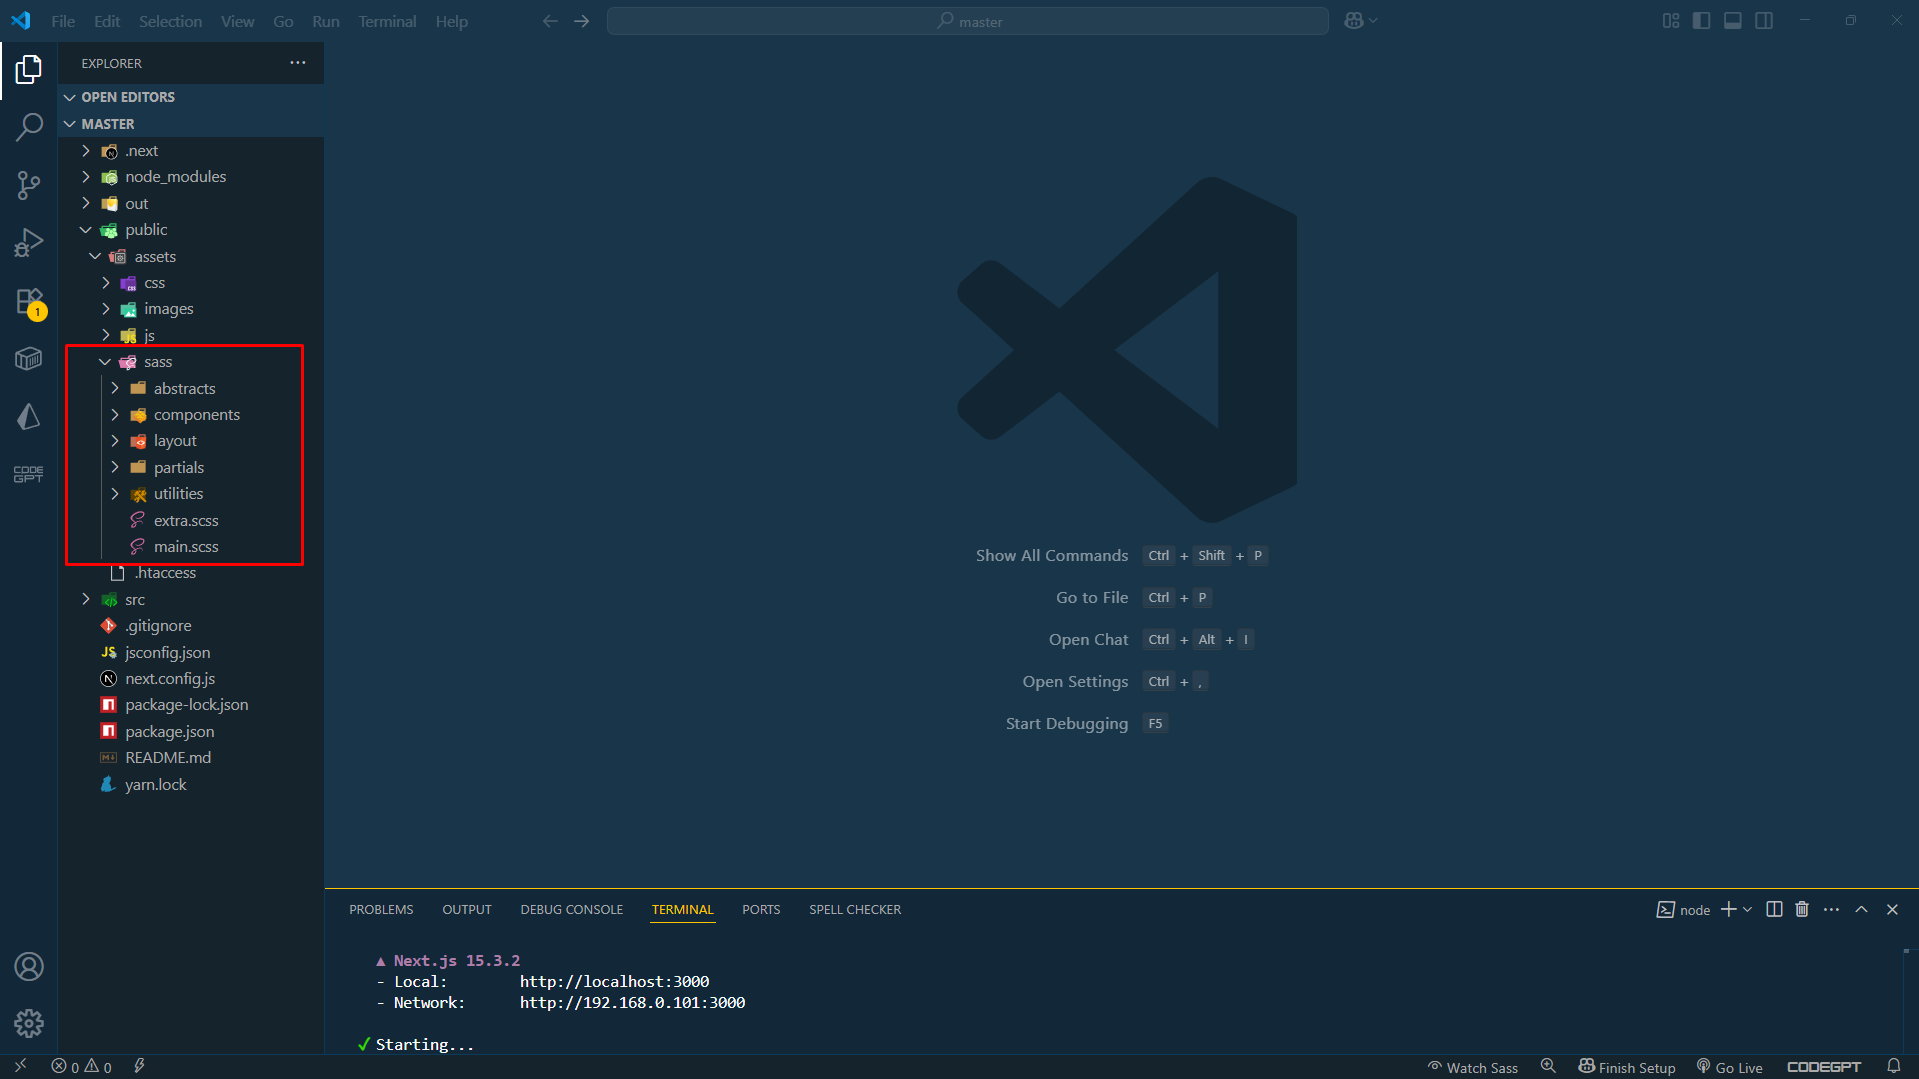 File Edit Selection View Go Run Terminal Help
master
EXPLORER
OPEN EDITORS
MASTER
.next
node_modules
out
public
assets
css
images
js
sass
abstracts
components
layout
partials
utilities
extra.scss
main.scss
.htaccess
src
.gitignore
jsconfig.json
next.config.js
package-lock.json
package.json
README.md
yarn.lock
1
CODE
GPT
Show All Commands Ctrl + Shift + P
Go to File Ctrl + P
Open Chat Ctrl + Alt + I
Open Settings Ctrl + ,
Start Debugging F5
PROBLEMS OUTPUT DEBUG CONSOLE TERMINAL PORTS SPELL CHECKER
node
▲ Next.js 15.3.2
- Local: http://localhost:3000
- Network: http://192.168.0.101:3000
✓ Starting...
0 0
Watch Sass Finish Setup Go Live CODEGPT